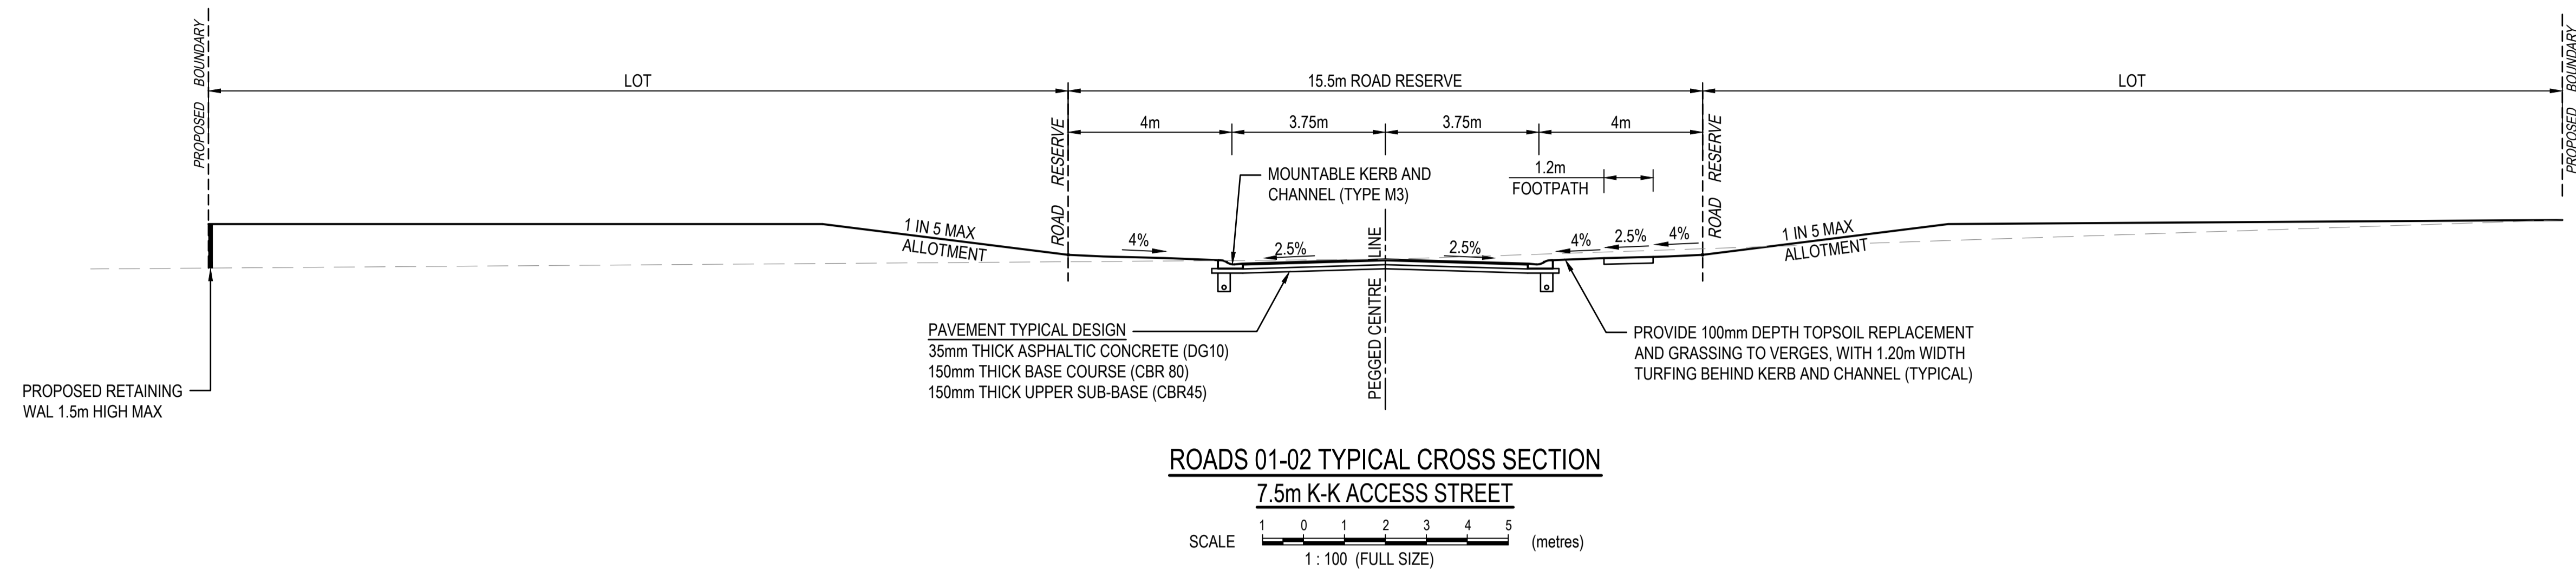 PROPOSED BOUNDARY
LOT
15.5m ROAD RESERVE
LOT
PROPOSED BOUNDARY
4m
3.75m
3.75m
4m
ROAD RESERVE
ROAD RESERVE
1.2m
FOOTPATH
MOUNTABLE KERB AND
CHANNEL (TYPE M3)
1 IN 5 MAX
ALLOTMENT
4%
2.5%
2.5%
4%
2.5%
4%
1 IN 5 MAX
ALLOTMENT
PEGGED CENTRE LINE
PAVEMENT TYPICAL DESIGN
35mm THICK ASPHALTIC CONCRETE (DG10)
150mm THICK BASE COURSE (CBR 80)
150mm THICK UPPER SUB-BASE (CBR45)
PROVIDE 100mm DEPTH TOPSOIL REPLACEMENT
AND GRASSING TO VERGES, WITH 1.20m WIDTH
TURFING BEHIND KERB AND CHANNEL (TYPICAL)
PROPOSED RETAINING
WAL 1.5m HIGH MAX
ROADS 01-02 TYPICAL CROSS SECTION
7.5m K-K ACCESS STREET
1 0 1 2 3 4 5
SCALE (metres)
1 : 100 (FULL SIZE)